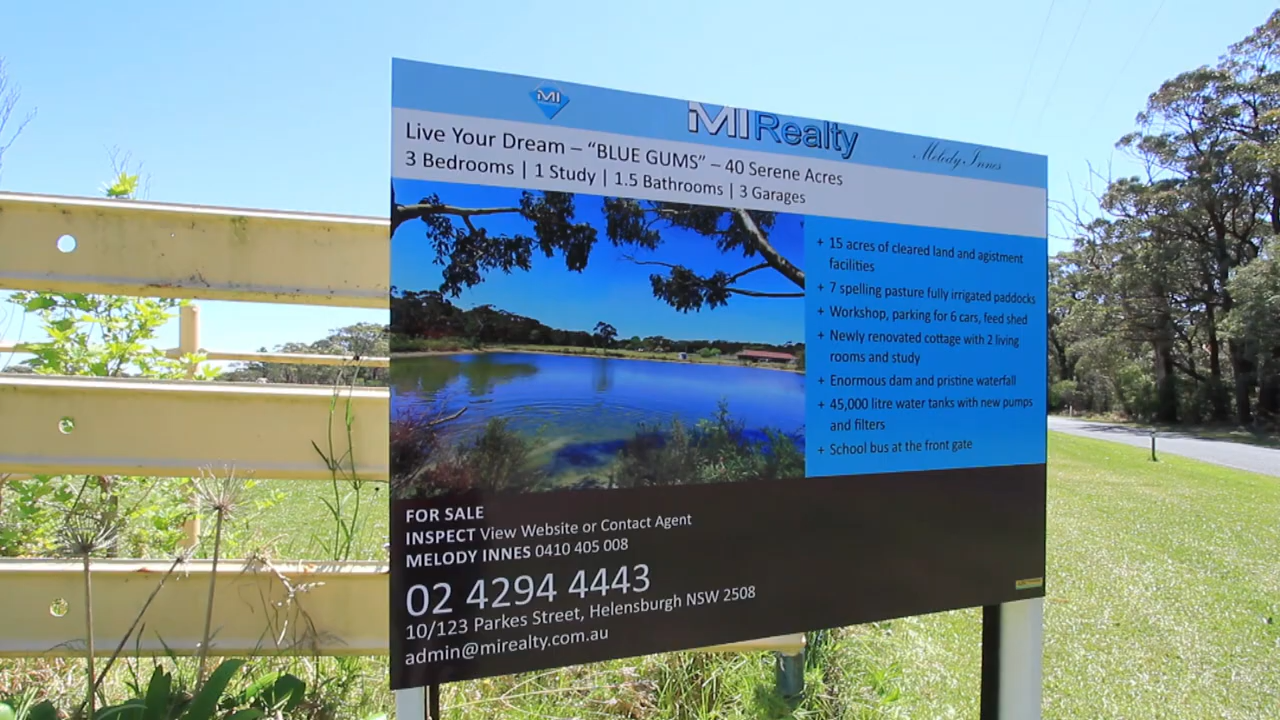 MI
MI Realty
Melody Innes
Live Your Dream – “BLUE GUMS” – 40 Serene Acres
3 Bedrooms | 1 Study | 1.5 Bathrooms | 3 Garages
+ 15 acres of cleared land and agistment
facilities
+ 7 spelling pasture fully irrigated paddocks
+ Workshop, parking for 6 cars, feed shed
+ Newly renovated cottage with 2 living
rooms and study
+ Enormous dam and pristine waterfall
+ 45,000 litre water tanks with new pumps
and filters
+ School bus at the front gate
FOR SALE
INSPECT View Website or Contact Agent
MELODY INNES 0410 405 008
02 4294 4443
10/123 Parkes Street, Helensburgh NSW 2508
admin@mirealty.com.au